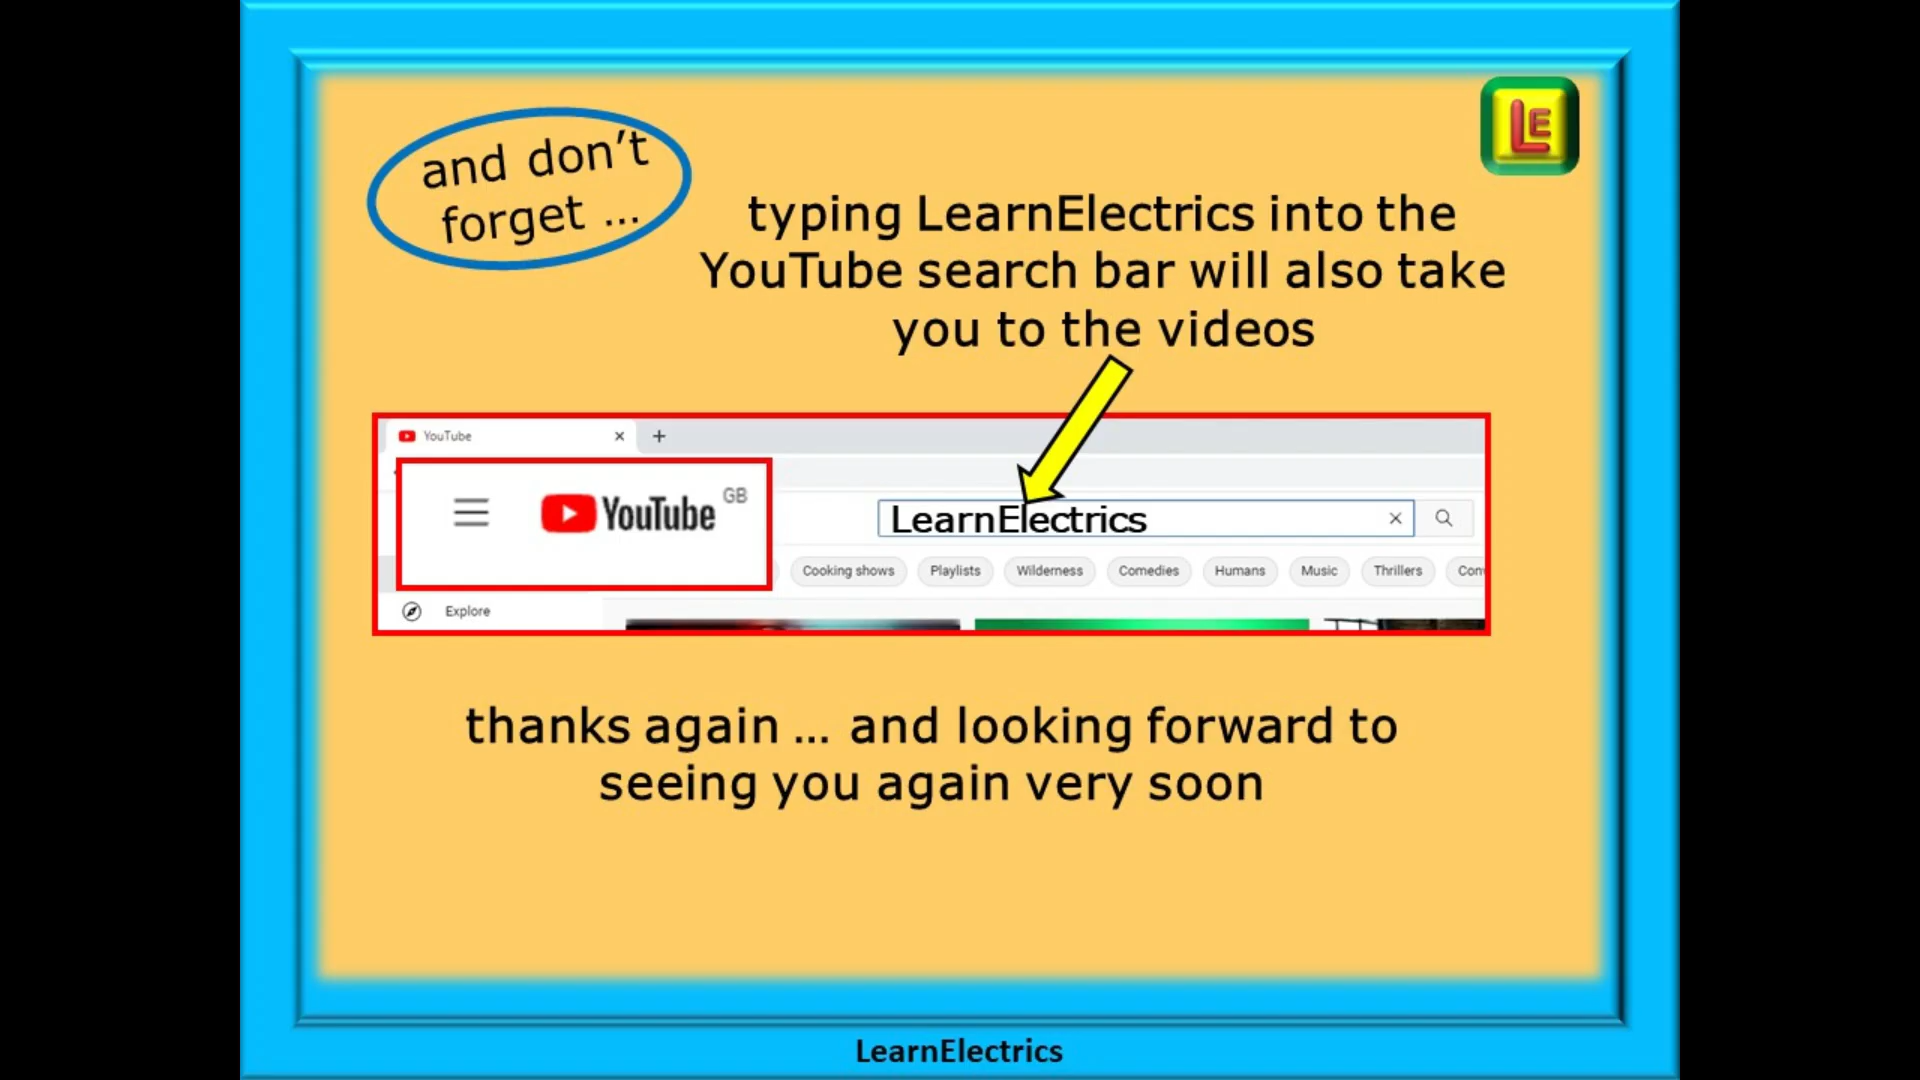 and don't
forget ...
LE
typing LearnElectrics into the
YouTube search bar will also take
you to the videos
YouTube
YouTube GB
LearnElectrics
Cooking shows Playlists Wilderness Comedies Humans Music Thrillers
Explore
thanks again ... and looking forward to
seeing you again very soon
LearnElectrics